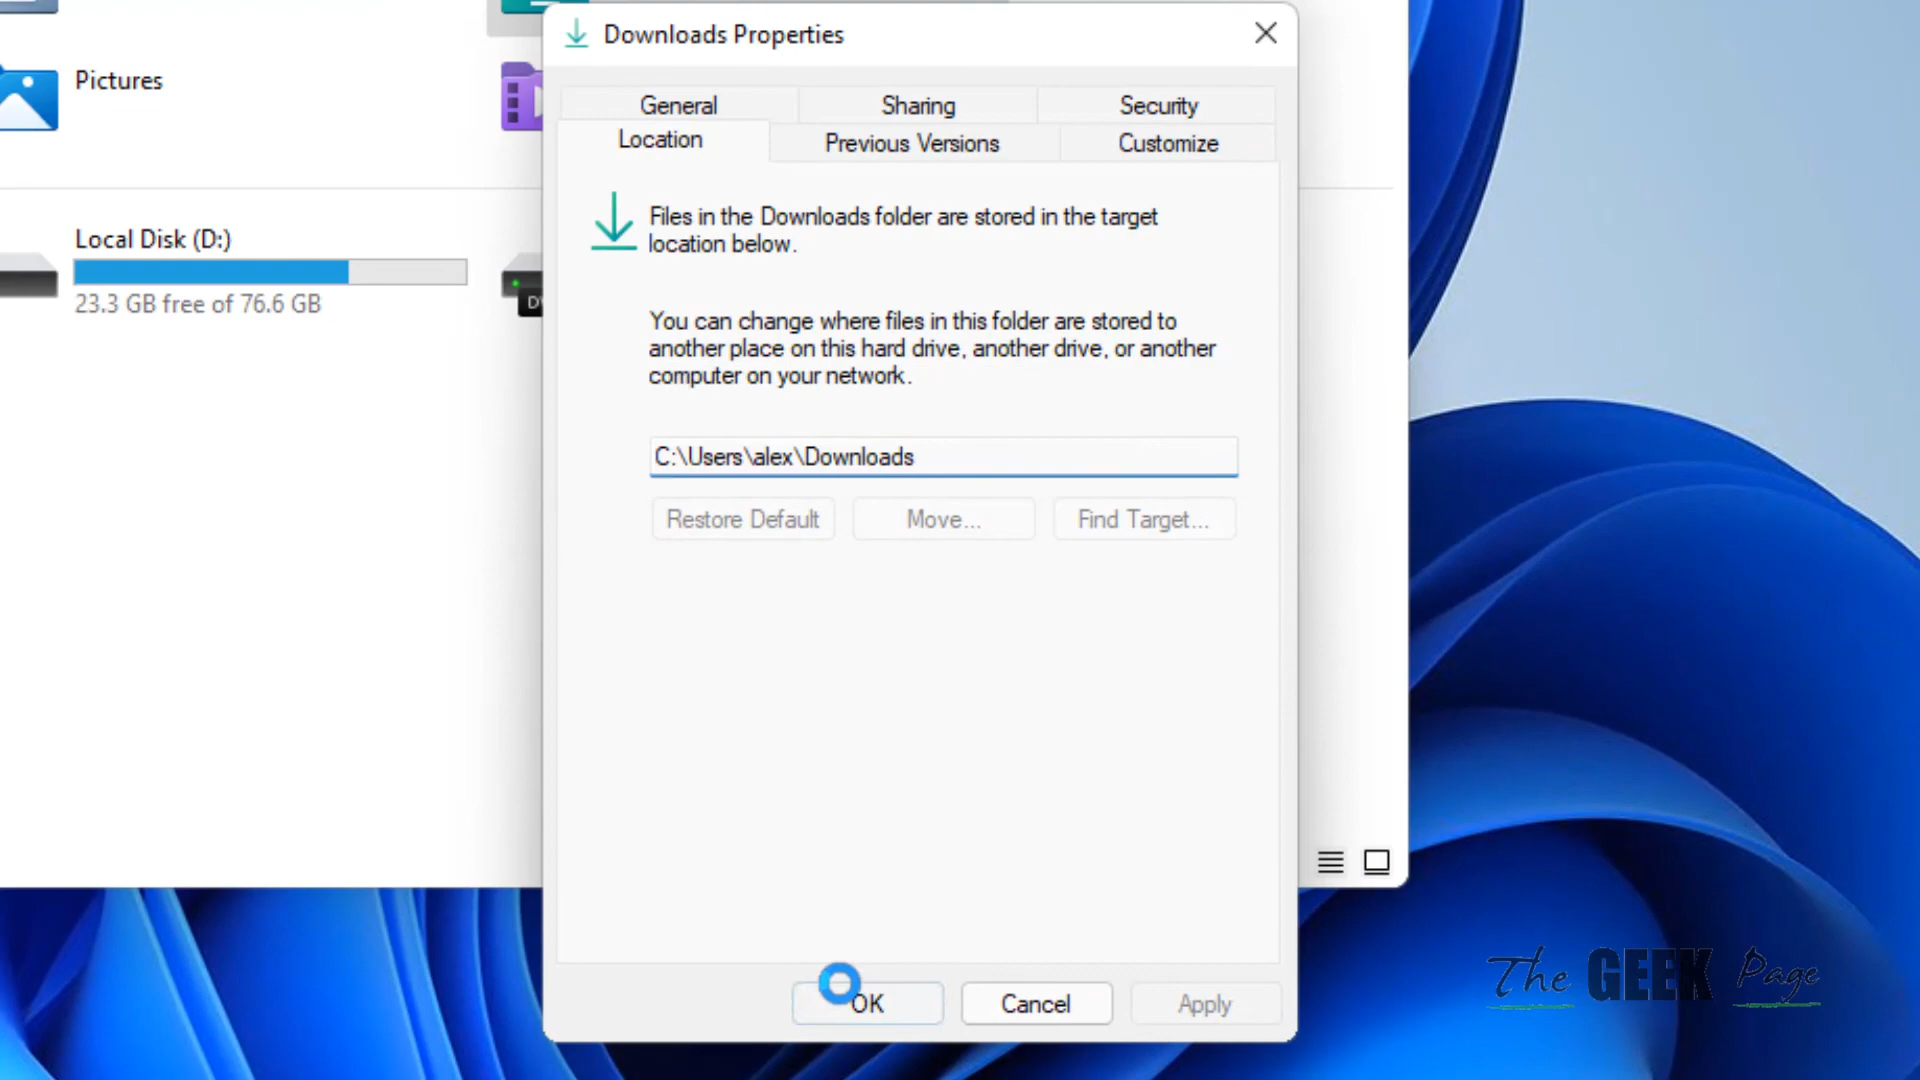 Downloads Properties
Pictures
General
Sharing
Security
Location
Previous Versions
Customize
Files in the Downloads folder are stored in the target
location below.
Local Disk (D:)
23.3 GB free of 76.6 GB
You can change where files in this folder are stored to
another place on this hard drive, another drive, or another
computer on your network.
C:\Users\alex\Downloads
Restore Default
Move...
Find Target...
OK
Cancel
Apply
The GEEK Page